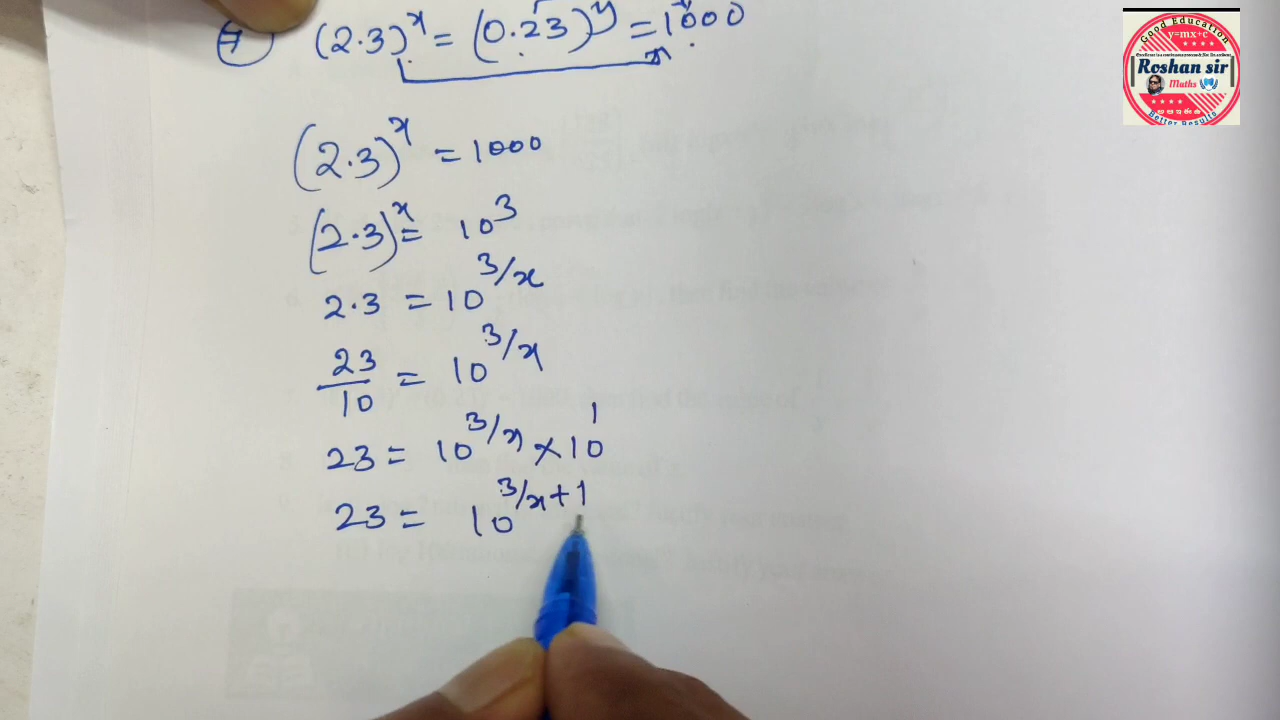 7 (2.3)^x = (0.23)^y = 1000
(2.3)^x = 1000
(2.3)^x = 10^3
2.3 = 10^3/x
23/10 = 10^3/x
23 = 10^3/x × 10^1
23 = 10^3/x + 1
Good Education
y=mx+c
Roshan sir
Maths
Better Results